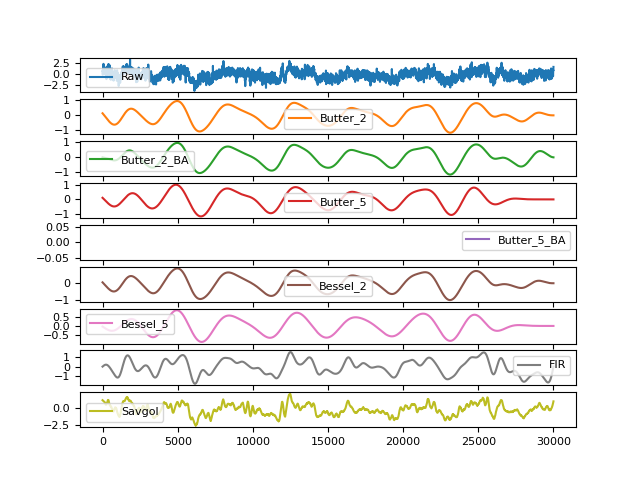 2.5
0.0
−2.5
Raw
1
0
−1
Butter_2
1
0
−1
Butter_2_BA
1
0
−1
Butter_5
0.05
0.00
−0.05
Butter_5_BA
0
−1
Bessel_2
0.5
0.0
−0.5
Bessel_5
1
0
−1
FIR
0.0
−2.5
Savgol
0 5000 10000 15000 20000 25000 30000